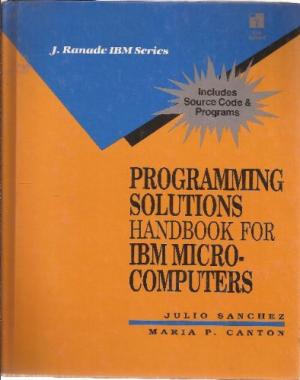 J. Ranade IBM Series
Includes
Source Code &
Programs
PROGRAMMING
SOLUTIONS
HANDBOOK FOR
IBM MICRO-
COMPUTERS
JULIO SANCHEZ
MARIA P. CANTON